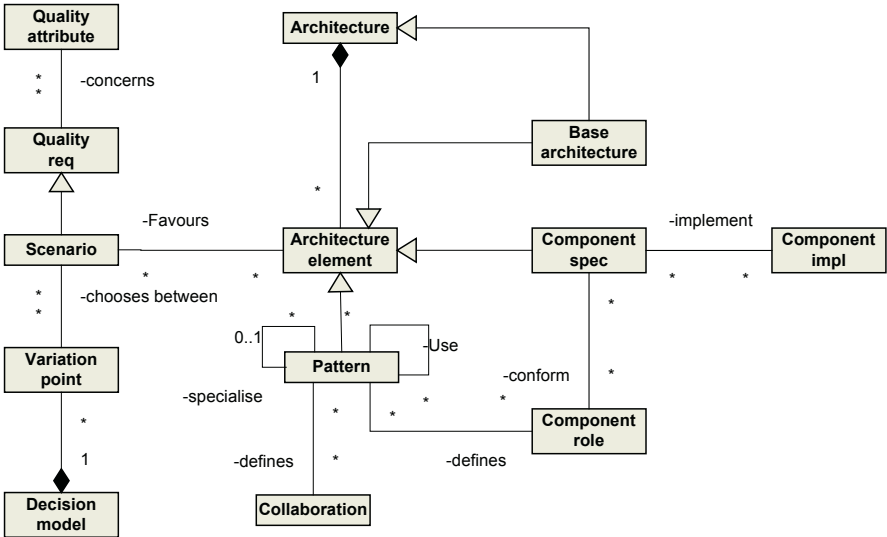 Quality
attribute
Architecture
1
*
*
-concerns
Quality
req
Base
architecture
*
-Favours
-implement
Scenario
Architecture
element
Component
spec
Component
impl
*
*
*
*
*
*
-chooses between
*
*
*
0..1
-Use
Variation
point
Pattern
-specialise
-conform
*
*
*
*
*
*
Component
role
*
1
-defines
*
-defines
Decision
model
Collaboration